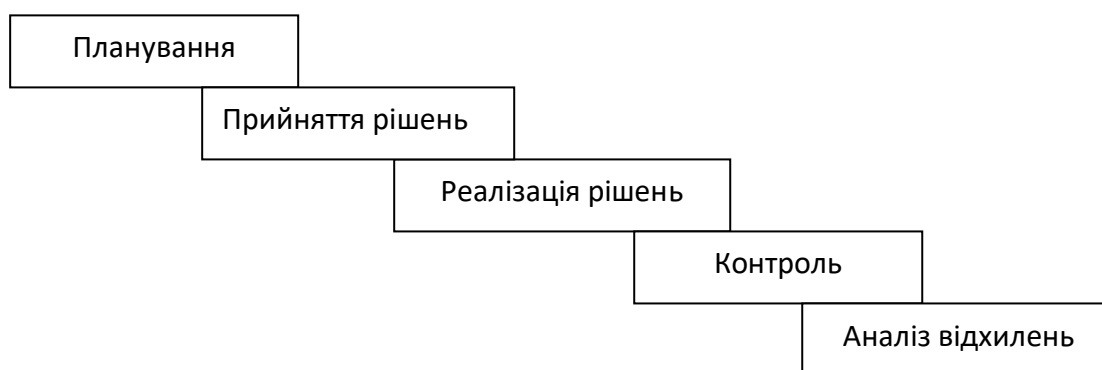 Планування
Прийняття рішень
Реалізація рішень
Контроль
Аналіз відхилень